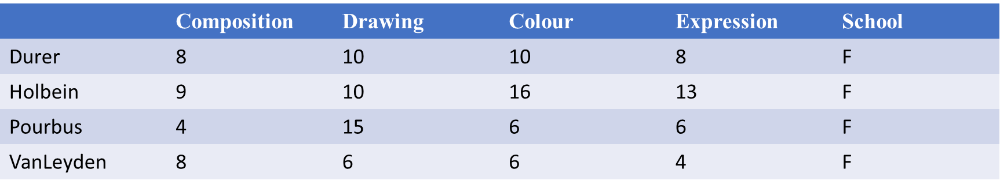 Composition Drawing Colour Expression School
Durer 8 10 10 8 F
Holbein 9 10 16 13 F
Pourbus 4 15 6 6 F
VanLeyden 8 6 6 4 F